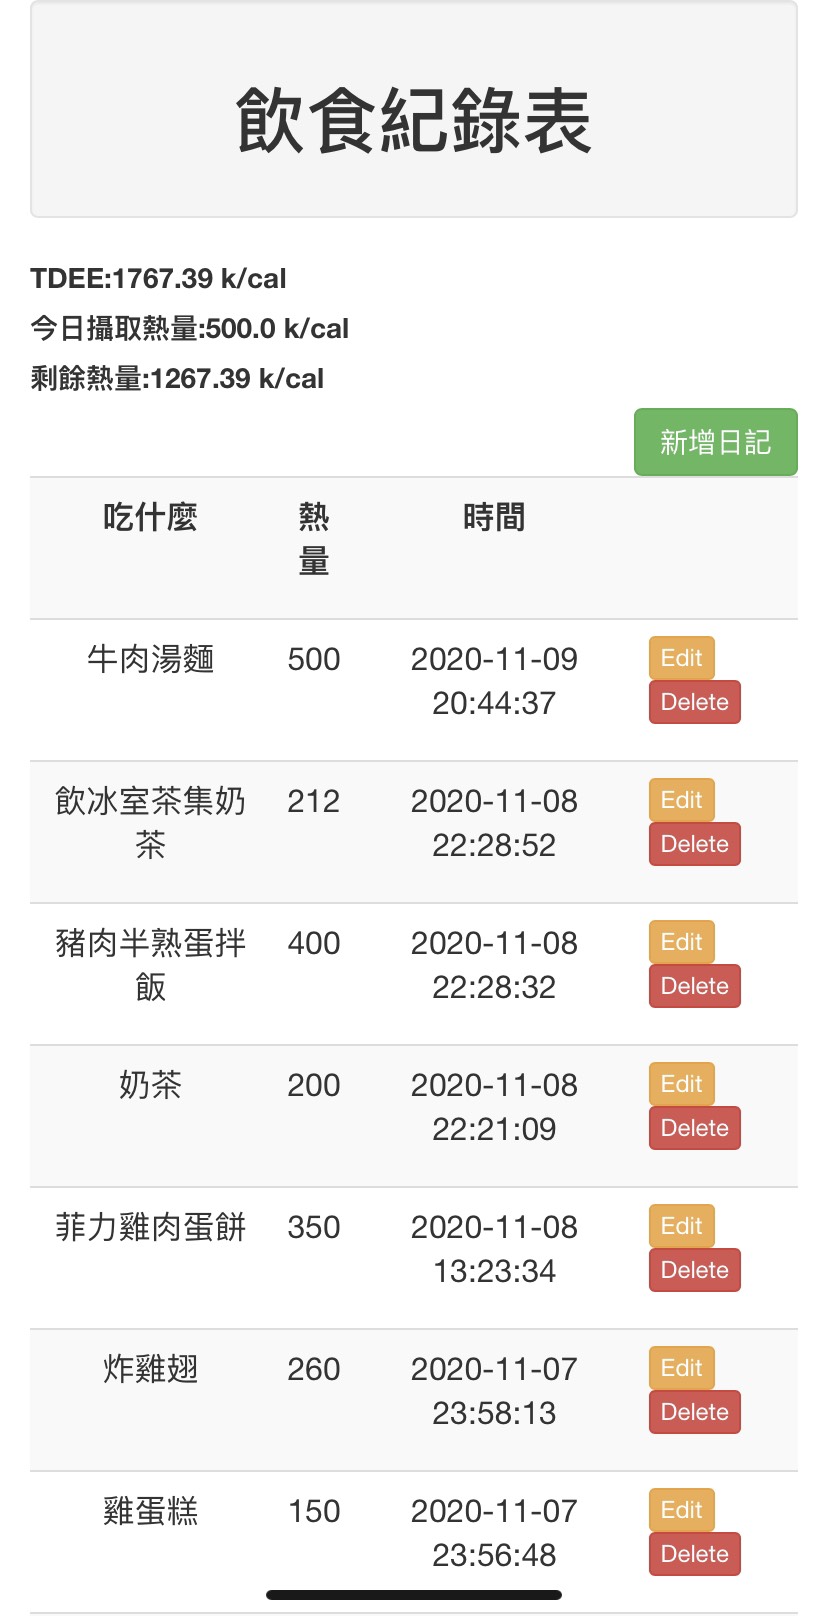 飲食紀錄表
TDEE:1767.39 k/cal
今日攝取熱量:500.0 k/cal
剩餘熱量:1267.39 k/cal
新增日記
吃什麼 熱 時間
量
牛肉湯麵 500 2020-11-09 Edit
20:44:37 Delete
飲冰室茶集奶 212 2020-11-08 Edit
茶 22:28:52 Delete
豬肉半熟蛋拌 400 2020-11-08 Edit
飯 22:28:32 Delete
奶茶 200 2020-11-08 Edit
22:21:09 Delete
菲力雞肉蛋餅 350 2020-11-08 Edit
13:23:34 Delete
炸雞翅 260 2020-11-07 Edit
23:58:13 Delete
雞蛋糕 150 2020-11-07 Edit
23:56:48 Delete